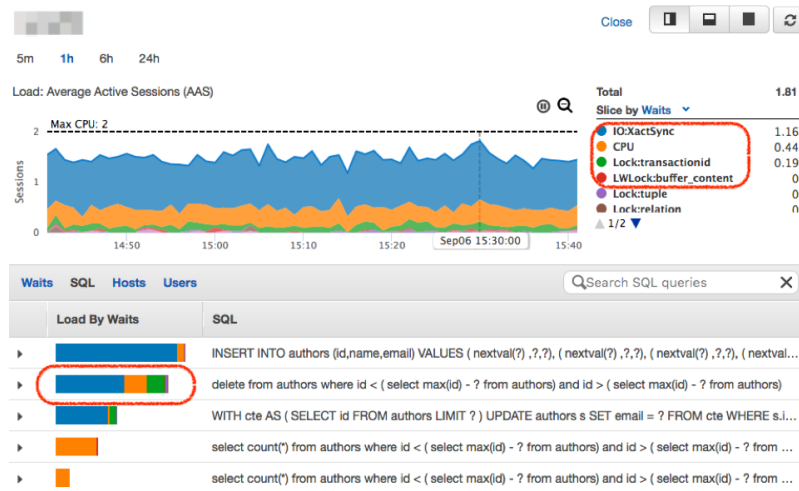 Close
5m 1h 6h 24h
Load: Average Active Sessions (AAS)
Max CPU: 2
2
1
0
Sessions
14:50 15:00 15:10 15:20 15:40
Sep06 15:30:00
Total 1.81
Slice by Waits
IO:XactSync 1.16
CPU 0.44
Lock:transactionid 0.19
LWLock:buffer_content 0
Lock:tuple 0
Lock:relation 0
1/2
Waits SQL Hosts Users
Search SQL queries
Load By Waits SQL
INSERT INTO authors (id,name,email) VALUES ( nextval(?) ,?,?), ( nextval(?) ,?,?), ( nextval(?) ,?,?), ( nextval...
delete from authors where id < ( select max(id) - ? from authors) and id > ( select max(id) - ? from authors)
WITH cte AS ( SELECT id FROM authors LIMIT ? ) UPDATE authors s SET email = ? FROM cte WHERE s.i...
select count(*) from authors where id < ( select max(id) - ? from authors) and id > ( select max(id) - ? from ...
select count(*) from authors where id < ( select max(id) - ? from authors) and id > ( select max(id) - ? from ...